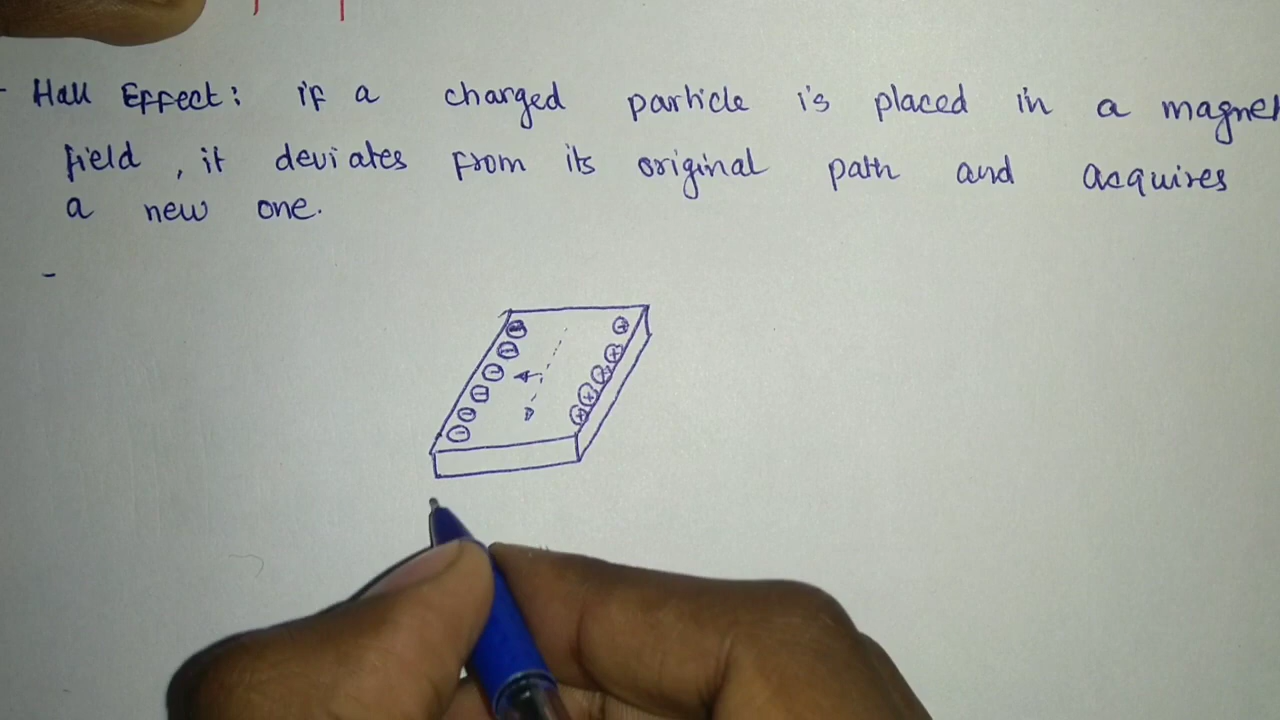 - Hall Effect: if a charged particle is placed in a magnet
field, it deviates from its original path and acquires
a new one.
-